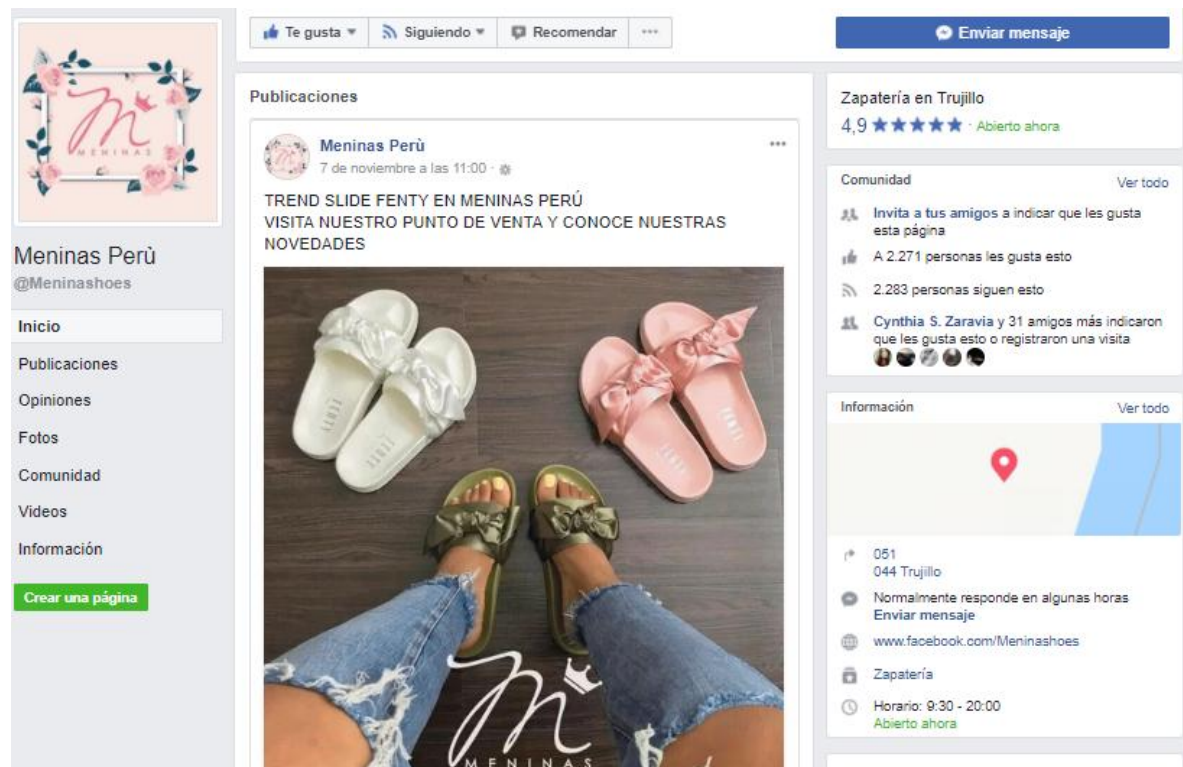 Te gusta
Siguiendo
Recomendar
Enviar mensaje
M
MENINAS
Meninas Perù
@Meninashoes
Inicio
Publicaciones
Opiniones
Fotos
Comunidad
Videos
Información
Crear una página
Publicaciones
Meninas Perù
7 de noviembre a las 11:00 ·
TREND SLIDE FENTY EN MENINAS PERÚ
VISITA NUESTRO PUNTO DE VENTA Y CONOCE NUESTRAS
NOVEDADES
FENTY
FENTY
FENTY
FENTY
M
MENINAS
Zapatería en Trujillo
4,9 ★★★★★ · Abierto ahora
Comunidad
Ver todo
Invita a tus amigos a indicar que les gusta
esta página
A 2.271 personas les gusta esto
2.283 personas siguen esto
Cynthia S. Zaravia y 31 amigos más indicaron
que les gusta esto o registraron una visita
Información
Ver todo
051
044 Trujillo
Normalmente responde en algunas horas
Enviar mensaje
www.facebook.com/Meninashoes
Zapatería
Horario: 9:30 - 20:00
Abierto ahora